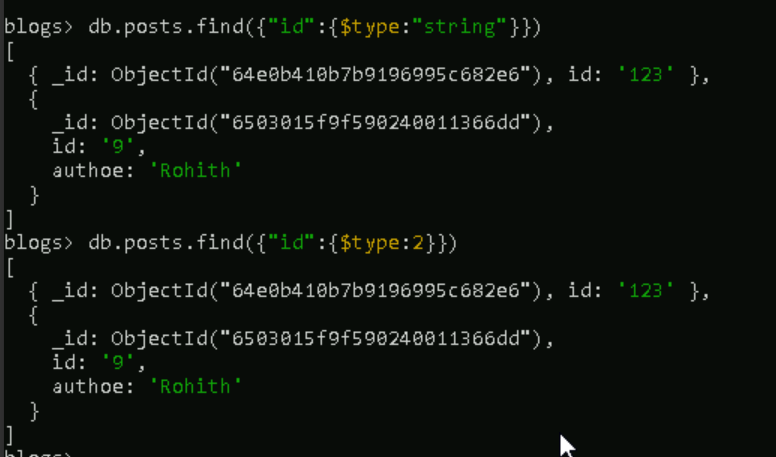 blogs> db.posts.find({"id":{$type:"string"}})
[
{ _id: ObjectId("64e0b410b7b9196995c682e6"), id: '123' },
{
_id: ObjectId("6503015f9f590240011366dd"),
id: '9',
authoe: 'Rohith'
}
]
blogs> db.posts.find({"id":{$type:2}})
[
{ _id: ObjectId("64e0b410b7b9196995c682e6"), id: '123' },
{
_id: ObjectId("6503015f9f590240011366dd"),
id: '9',
authoe: 'Rohith'
}
]
blogs>